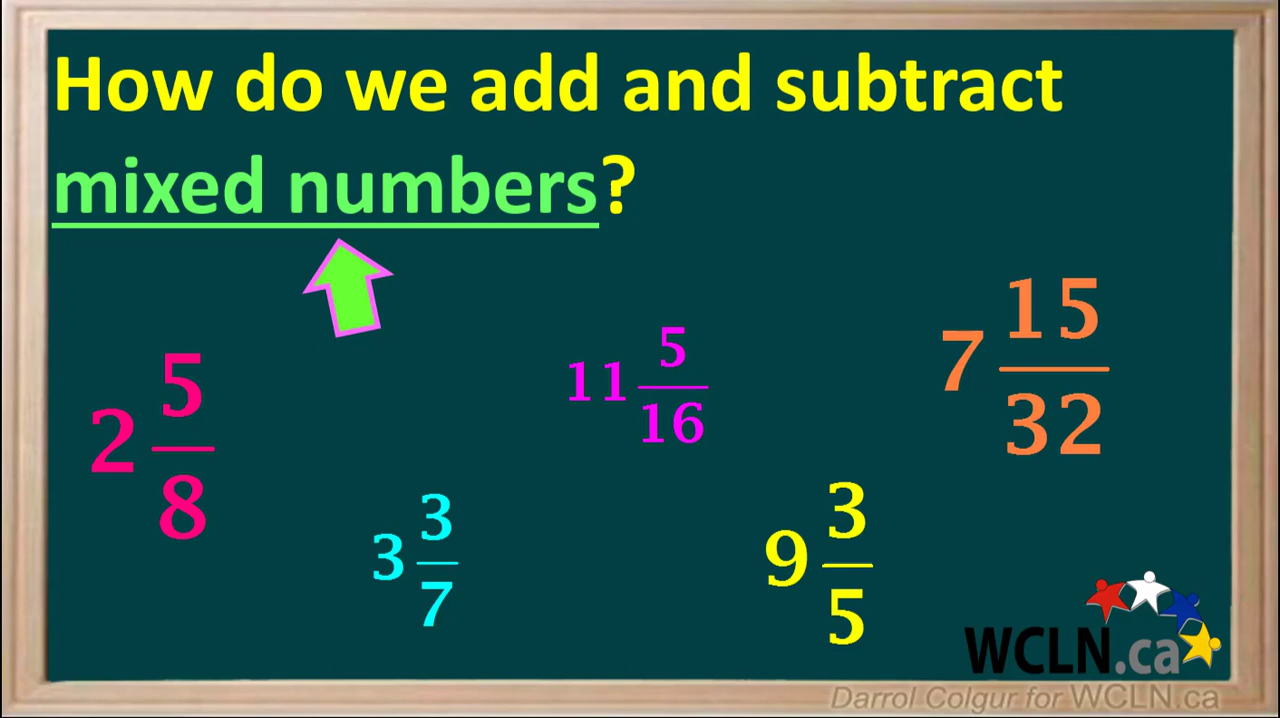 How do we add and subtract
mixed numbers?
2 5/8
11 5/16
7 15/32
3 3/7
9 3/5
WCLN.ca
Darrol Colgur for WCLN.ca